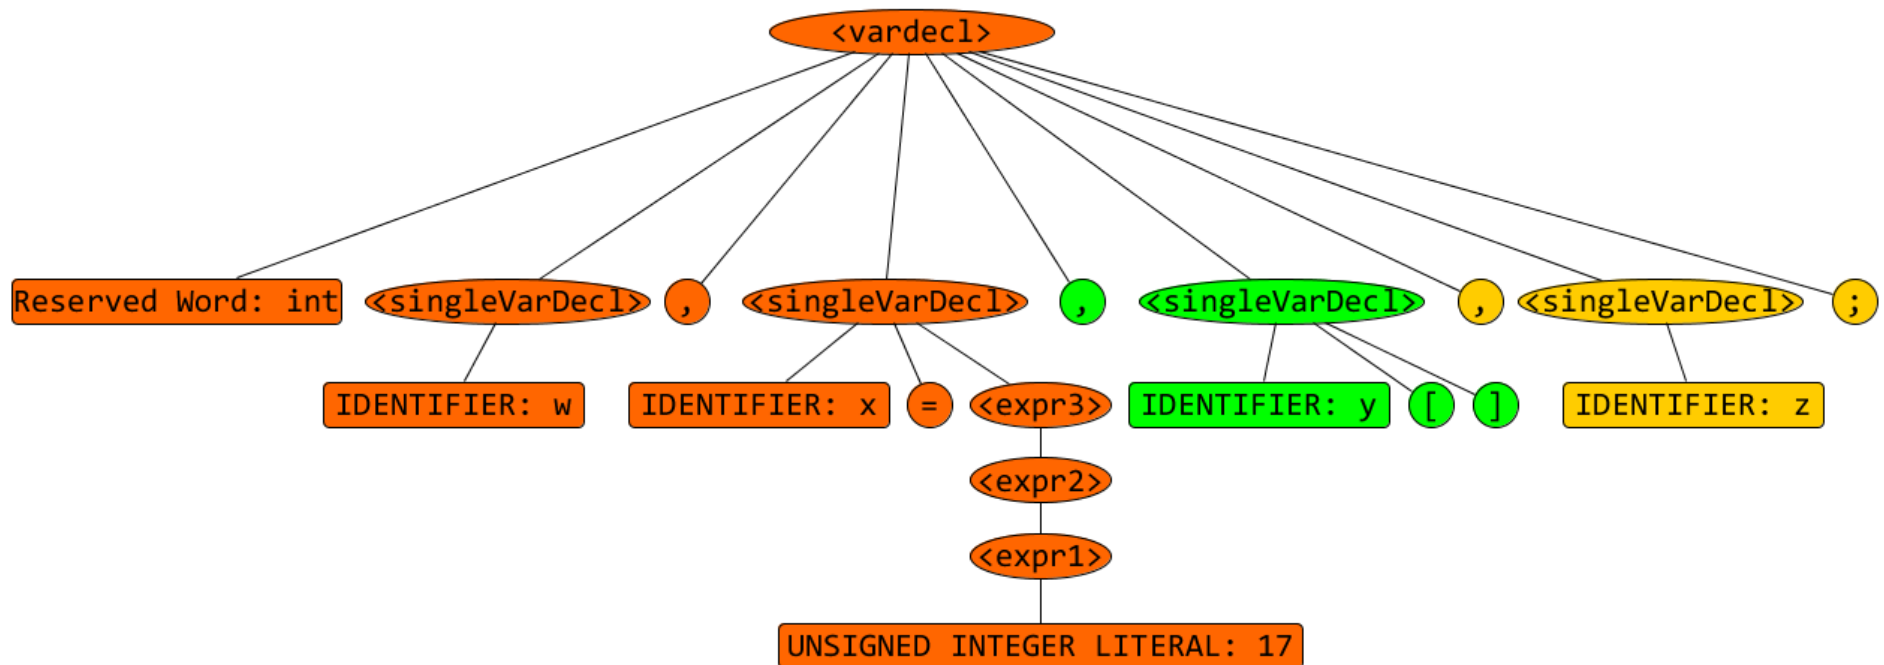 <vardecl>
Reserved Word: int <singleVarDecl> , <singleVarDecl> , <singleVarDecl> , <singleVarDecl> ;
IDENTIFIER: w IDENTIFIER: x = <expr3> IDENTIFIER: y [ ] IDENTIFIER: z
<expr2>
<expr1>
UNSIGNED INTEGER LITERAL: 17